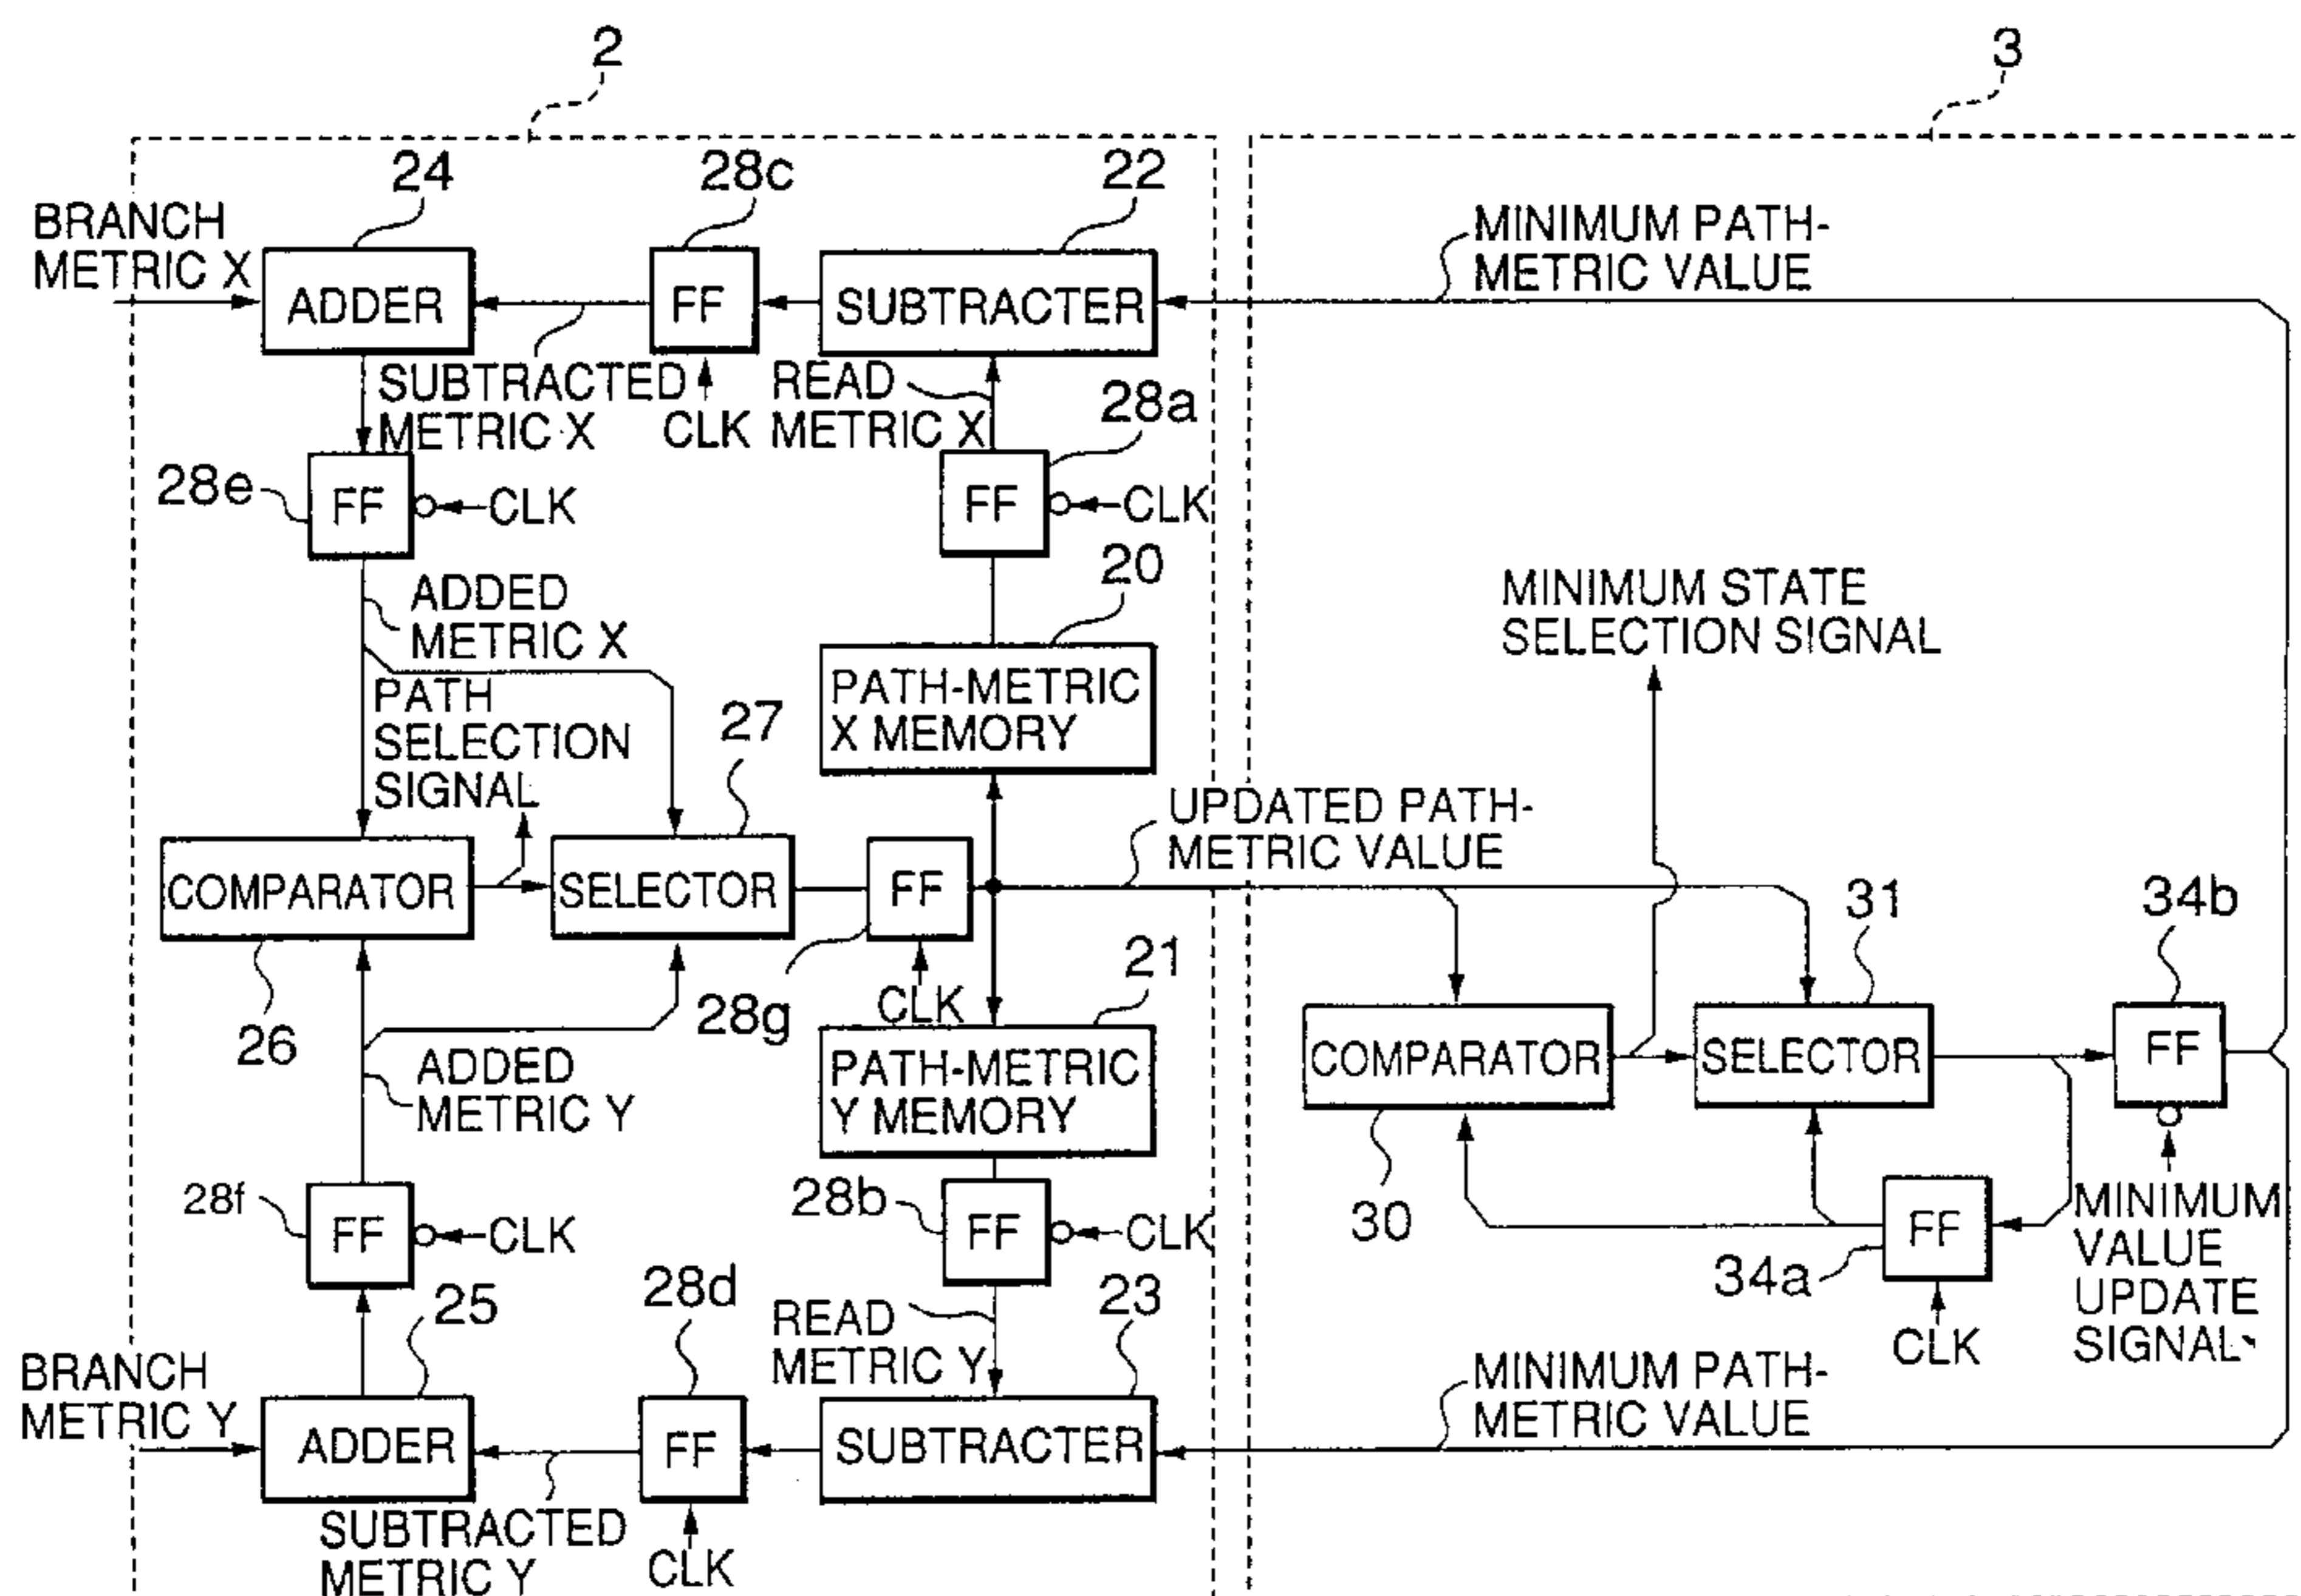 2
3
24
28c
22
BRANCH
METRIC X
MINIMUM PATH-
METRIC VALUE
ADDER
FF
SUBTRACTER
SUBTRACTED
METRIC X
CLK
READ
METRIC X
28a
28e
FF
CLK
FF
CLK
20
ADDED
METRIC X
MINIMUM STATE
SELECTION SIGNAL
PATH
SELECTION
SIGNAL
27
PATH-METRIC
X MEMORY
UPDATED PATH-
METRIC VALUE
COMPARATOR
SELECTOR
FF
31
34b
26
28g
CLK
21
COMPARATOR
SELECTOR
FF
ADDED
METRIC Y
PATH-METRIC
Y MEMORY
28f
FF
CLK
28b
FF
CLK
30
FF
34a
CLK
MINIMUM
VALUE
UPDATE
SIGNAL
25
28d
READ
METRIC Y
23
BRANCH
METRIC Y
MINIMUM PATH-
METRIC VALUE
ADDER
FF
SUBTRACTER
SUBTRACTED
METRIC Y
CLK